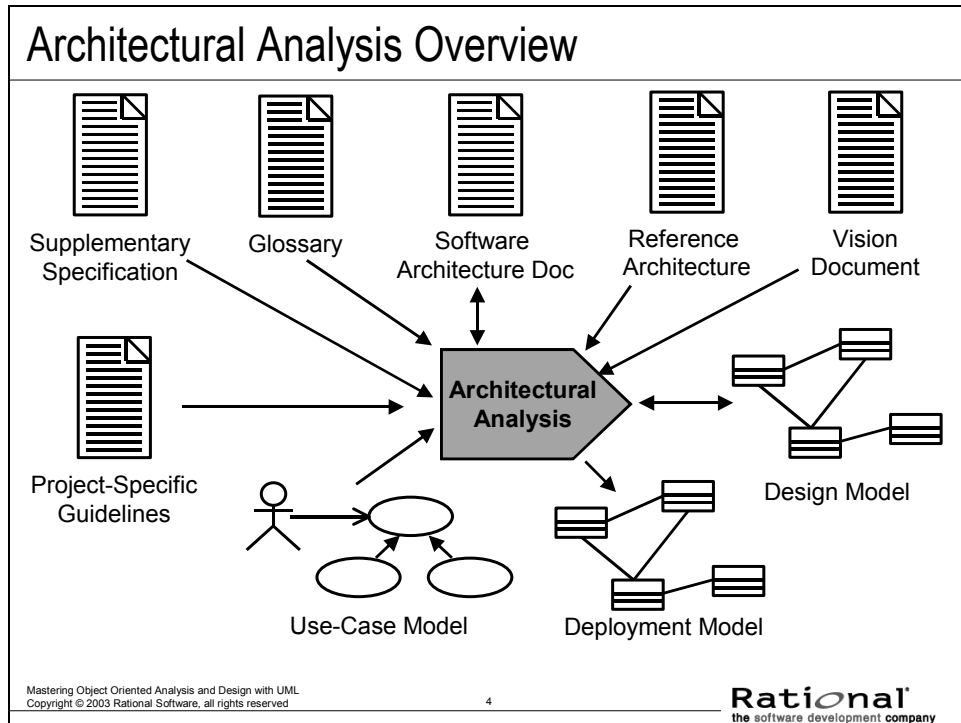 Architectural Analysis Overview
Supplementary
Specification
Glossary
Software
Architecture Doc
Reference
Architecture
Vision
Document
Architectural
Analysis
Project-Specific
Guidelines
Design Model
Use-Case Model
Deployment Model
Mastering Object Oriented Analysis and Design with UML
Copyright © 2003 Rational Software, all rights reserved
4
Rational
the software development company